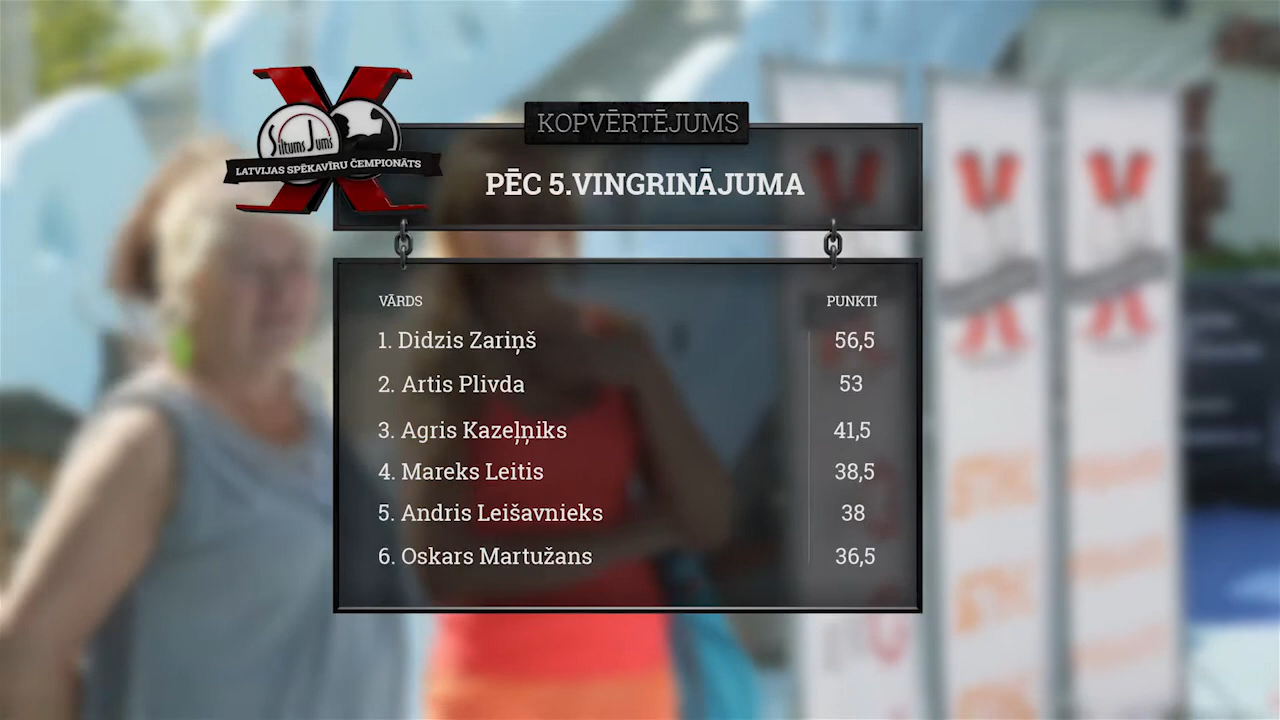 KOPVĒRTĒJUMS
Siltums Jums
LATVIJAS SPĒKAVĪRU ČEMPIONĀTS
PĒC 5.VINGRINĀJUMA
VĀRDS PUNKTI
1. Didzis Zariņš 56,5
2. Artis Plivda 53
3. Agris Kazeļņiks 41,5
4. Mareks Leitis 38,5
5. Andris Leišavnieks 38
6. Oskars Martužans 36,5